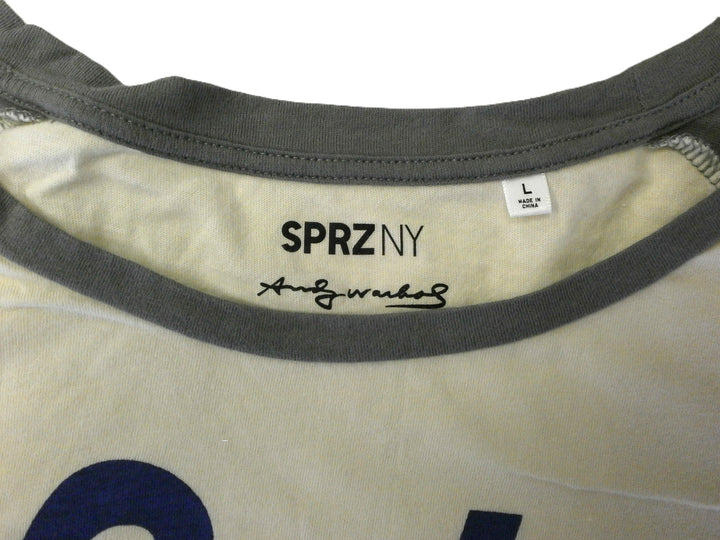 L
MADE IN
CHINA
SPRZ NY
Andy Warhol